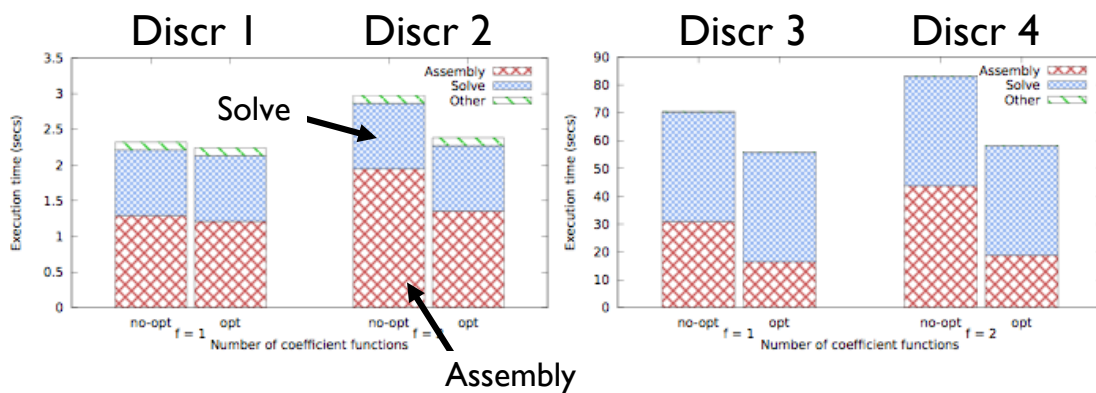 Discr 1 Discr 2 Discr 3 Discr 4
3.5
3
2.5
2
1.5
1
0.5
0
Execution time (secs)
Assembly
Solve
Other
Solve
no-opt opt no-opt opt
f = 1 f =
Number of coefficient functions
Assembly
90
80
70
60
50
40
30
20
10
0
Execution time (secs)
Assembly
Solve
Other
no-opt opt no-opt opt
f = 1 f = 2
Number of coefficient functions